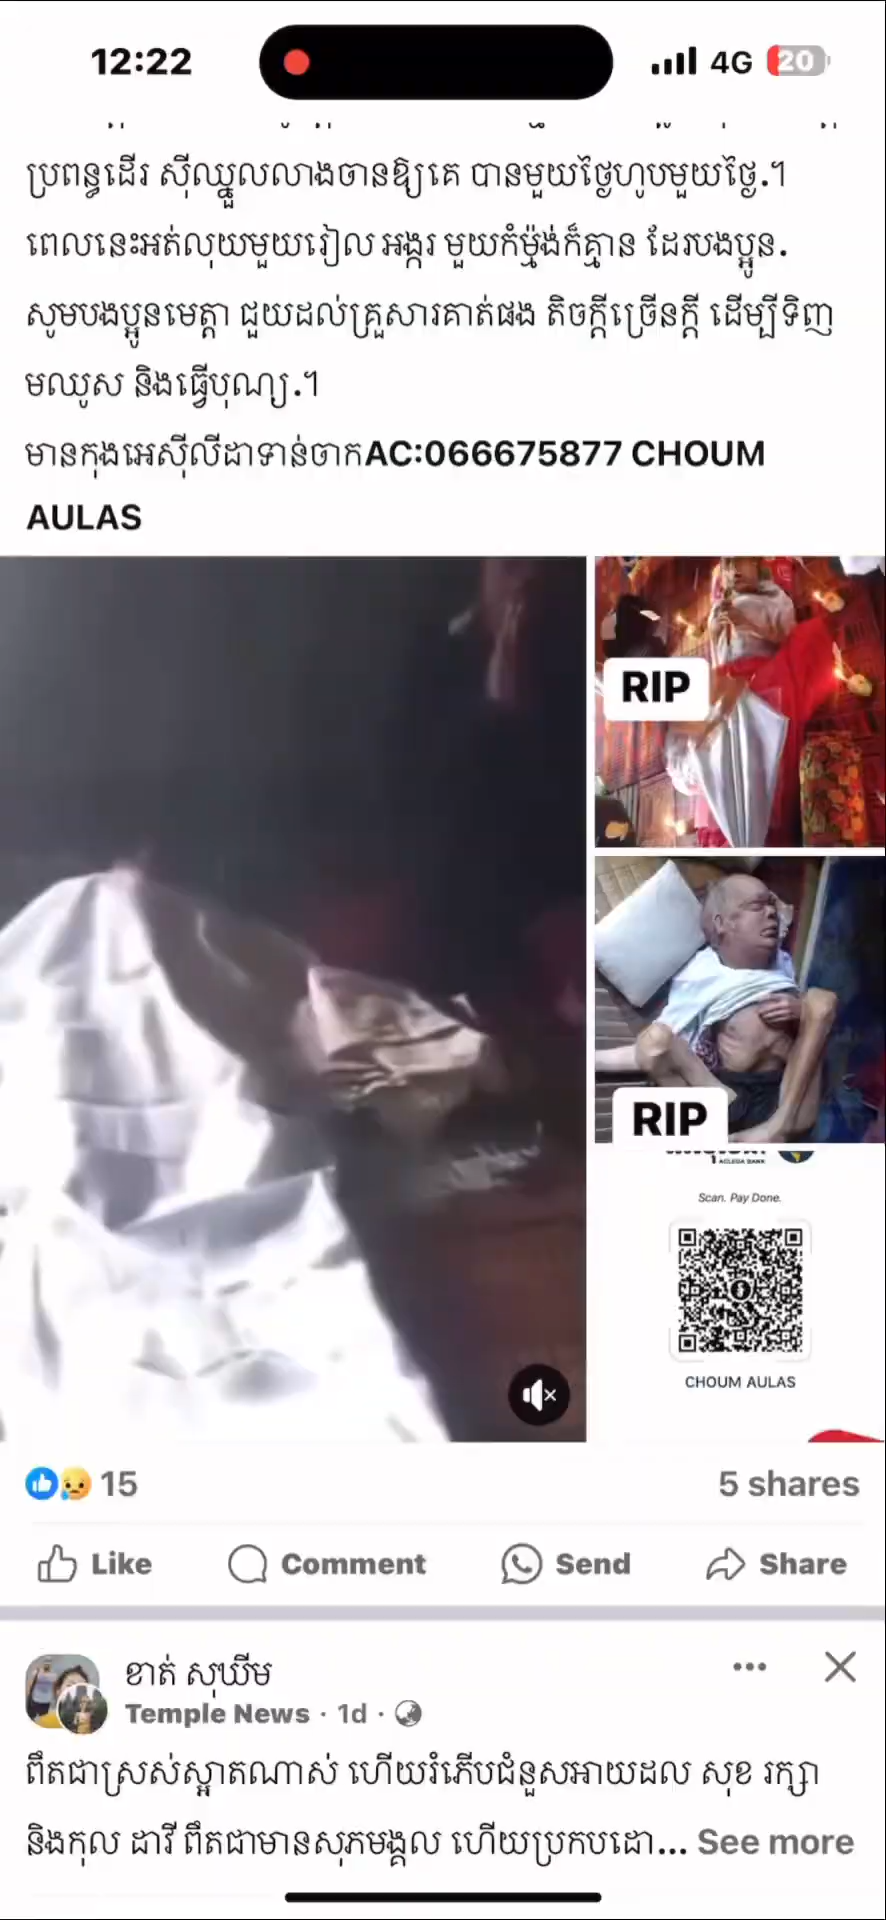 12:22
4G
20
ប្រពន្ធដើរ ស៊ីឈ្នួលលាងចានឱ្យគេ បានមួយថ្ងៃហូបមួយថ្ងៃ.។
ពេលនេះអត់លុយមួយរៀល អង្ករ មួយកំម៉្មង់ក៏គ្មាន ដែរបងប្អូន.
សូមបងប្អូនមេត្តា ជួយដល់គ្រួសារគាត់ផង តិចក្តីច្រើនក្តី ដើម្បីទិញ
មឈូស និងធ្វើបុណ្យ.។
មានកុងអេស៊ីលីដាទាន់ចាកAC:066675877 CHOUM
AULAS
RIP
RIP
ACLEDA BANK
Scan. Pay Done.
CHOUM AULAS
15
5 shares
Like
Comment
Send
Share
ខាត់ សុឃីម
Temple News · 1d ·
ពឹតជាស្រស់ស្អាតណាស់ ហើយរំភើបជំនួសអាយដល សុខ រក្សា
និងកុល ដាវី ពឹតជាមានសុភមង្គល ហើយប្រកបដោ... See more